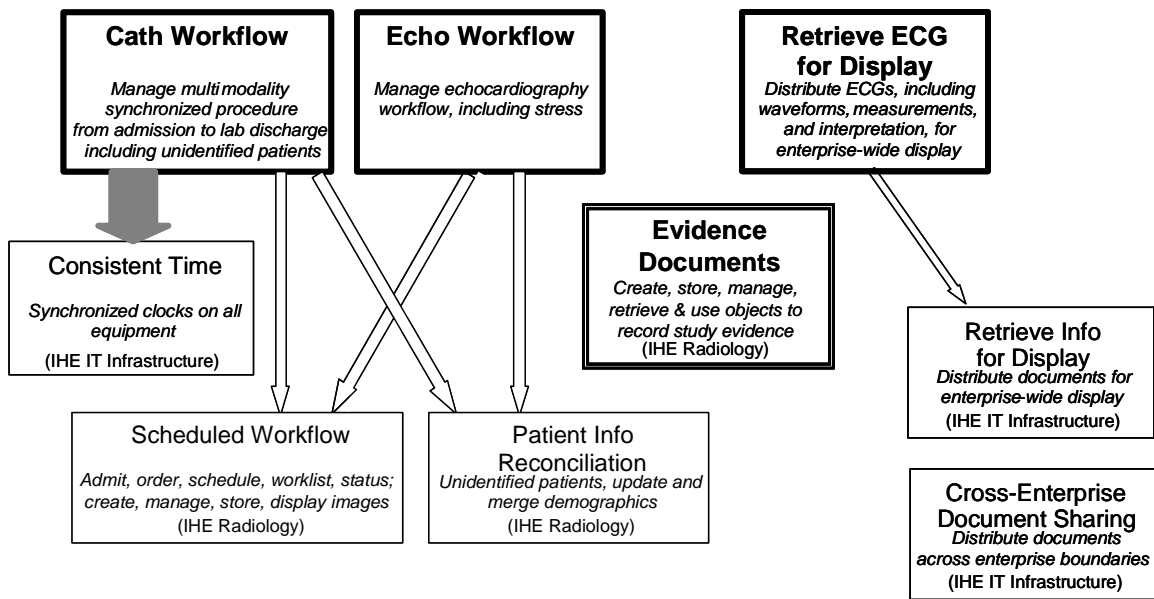 Cath Workflow
Manage multi modality
synchronized procedure
from admission to lab discharge
including unidentified patients
Echo Workflow
Manage echocardiography
workflow, including stress
Retrieve ECG
for Display
Distribute ECGs, including
waveforms, measurements,
and interpretation, for
enterprise-wide display
Evidence
Documents
Create, store, manage,
retrieve & use objects to
record study evidence
(IHE Radiology)
Consistent Time
Synchronized clocks on all
equipment
(IHE IT Infrastructure)
Retrieve Info
for Display
Distribute documents for
enterprise-wide display
(IHE IT Infrastructure)
Scheduled Workflow
Admit, order, schedule, worklist, status;
create, manage, store, display images
(IHE Radiology)
Patient Info
Reconciliation
Unidentified patients, update and
merge demographics
(IHE Radiology)
Cross-Enterprise
Document Sharing
Distribute documents
across enterprise boundaries
(IHE IT Infrastructure)